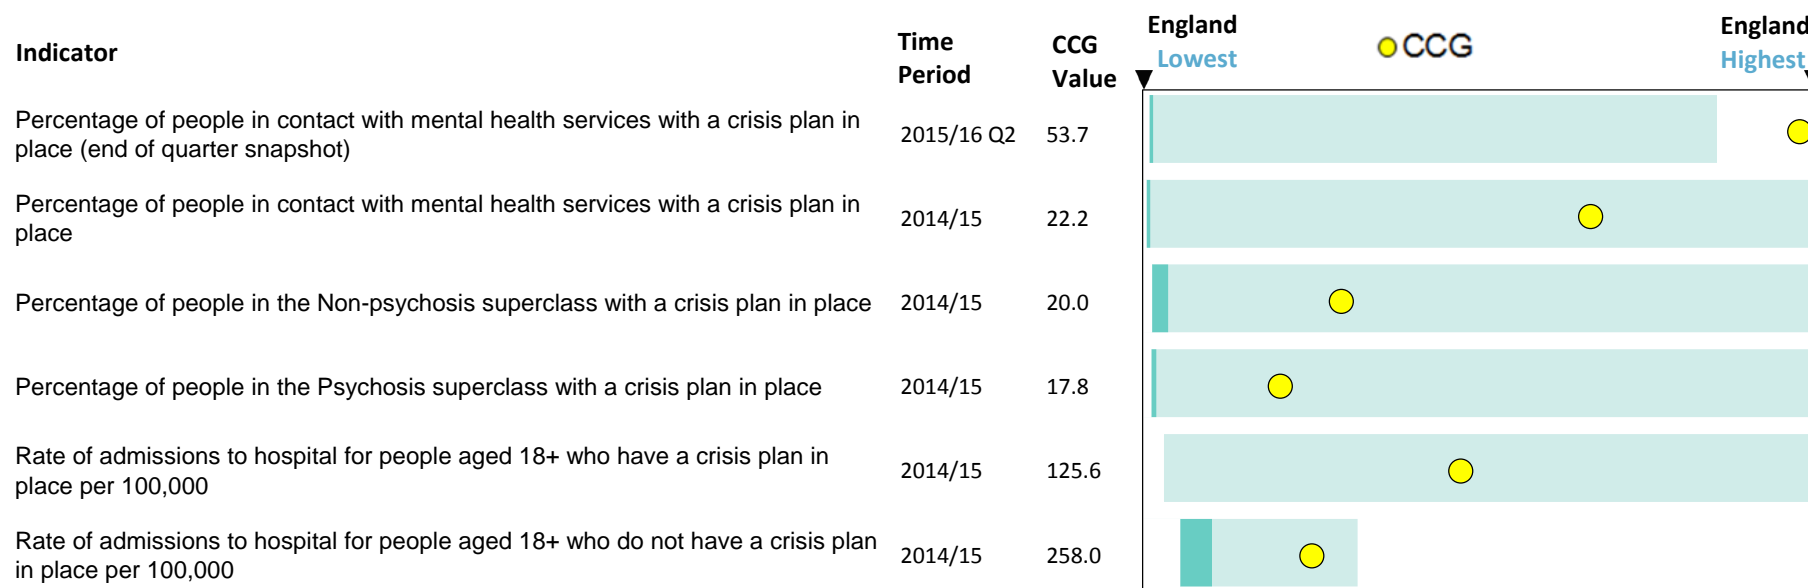 Indicator
Time
Period
CCG
Value
England
Lowest
CCG
England
Highest
Percentage of people in contact with mental health services with a crisis plan in
place (end of quarter snapshot)
2015/16 Q2
53.7
Percentage of people in contact with mental health services with a crisis plan in
place
2014/15
22.2
Percentage of people in the Non-psychosis superclass with a crisis plan in place
2014/15
20.0
Percentage of people in the Psychosis superclass with a crisis plan in place
2014/15
17.8
Rate of admissions to hospital for people aged 18+ who have a crisis plan in
place per 100,000
2014/15
125.6
Rate of admissions to hospital for people aged 18+ who do not have a crisis plan
in place per 100,000
2014/15
258.0